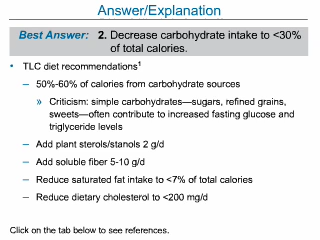 Answer/Explanation
Best Answer: 2. Decrease carbohydrate intake to <30%
of total calories.
• TLC diet recommendations1
– 50%-60% of calories from carbohydrate sources
» Criticism: simple carbohydrates—sugars, refined grains,
sweets—often contribute to increased fasting glucose and
triglyceride levels
– Add plant sterols/stanols 2 g/d
– Add soluble fiber 5-10 g/d
– Reduce saturated fat intake to <7% of total calories
– Reduce dietary cholesterol to <200 mg/d
Click on the tab below to see references.